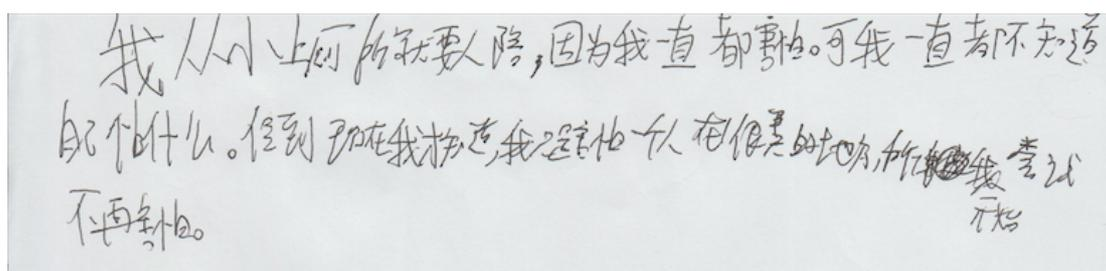 我从小上厕所就要人陪,因为我一直都害怕。可我一直都不知道
自己怕什么。但到现在我才知道,我是害怕一个人在很黑的地方,所以我尝试
开始
不再害怕。